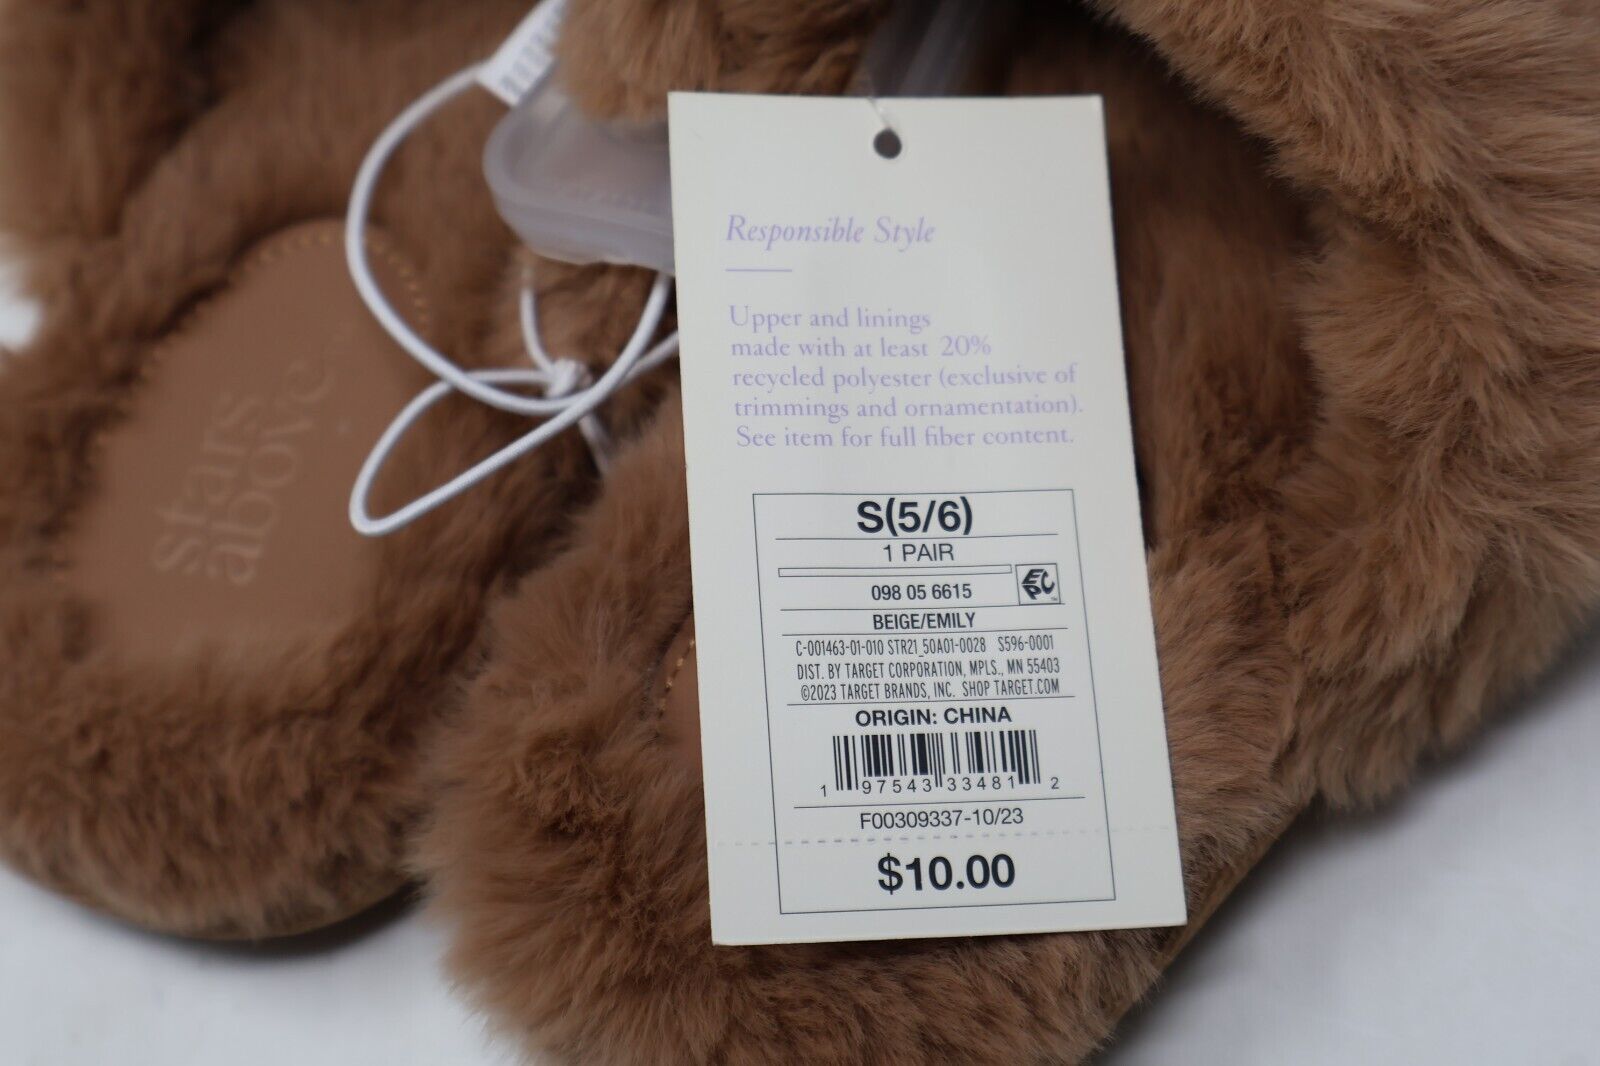 stars
above
Responsible Style
Upper and linings
made with at least 20%
recycled polyester (exclusive of
trimmings and ornamentation).
See item for full fiber content.
S(5/6)
1 PAIR
098 05 6615
EPC
BEIGE/EMILY
C-001463-01-010 STR21_50A01-0028 S596-0001
DIST. BY TARGET CORPORATION, MPLS., MN 55403
©2023 TARGET BRANDS, INC. SHOP TARGET.COM
ORIGIN: CHINA
1 97543 33481 2
F00309337-10/23
$10.00